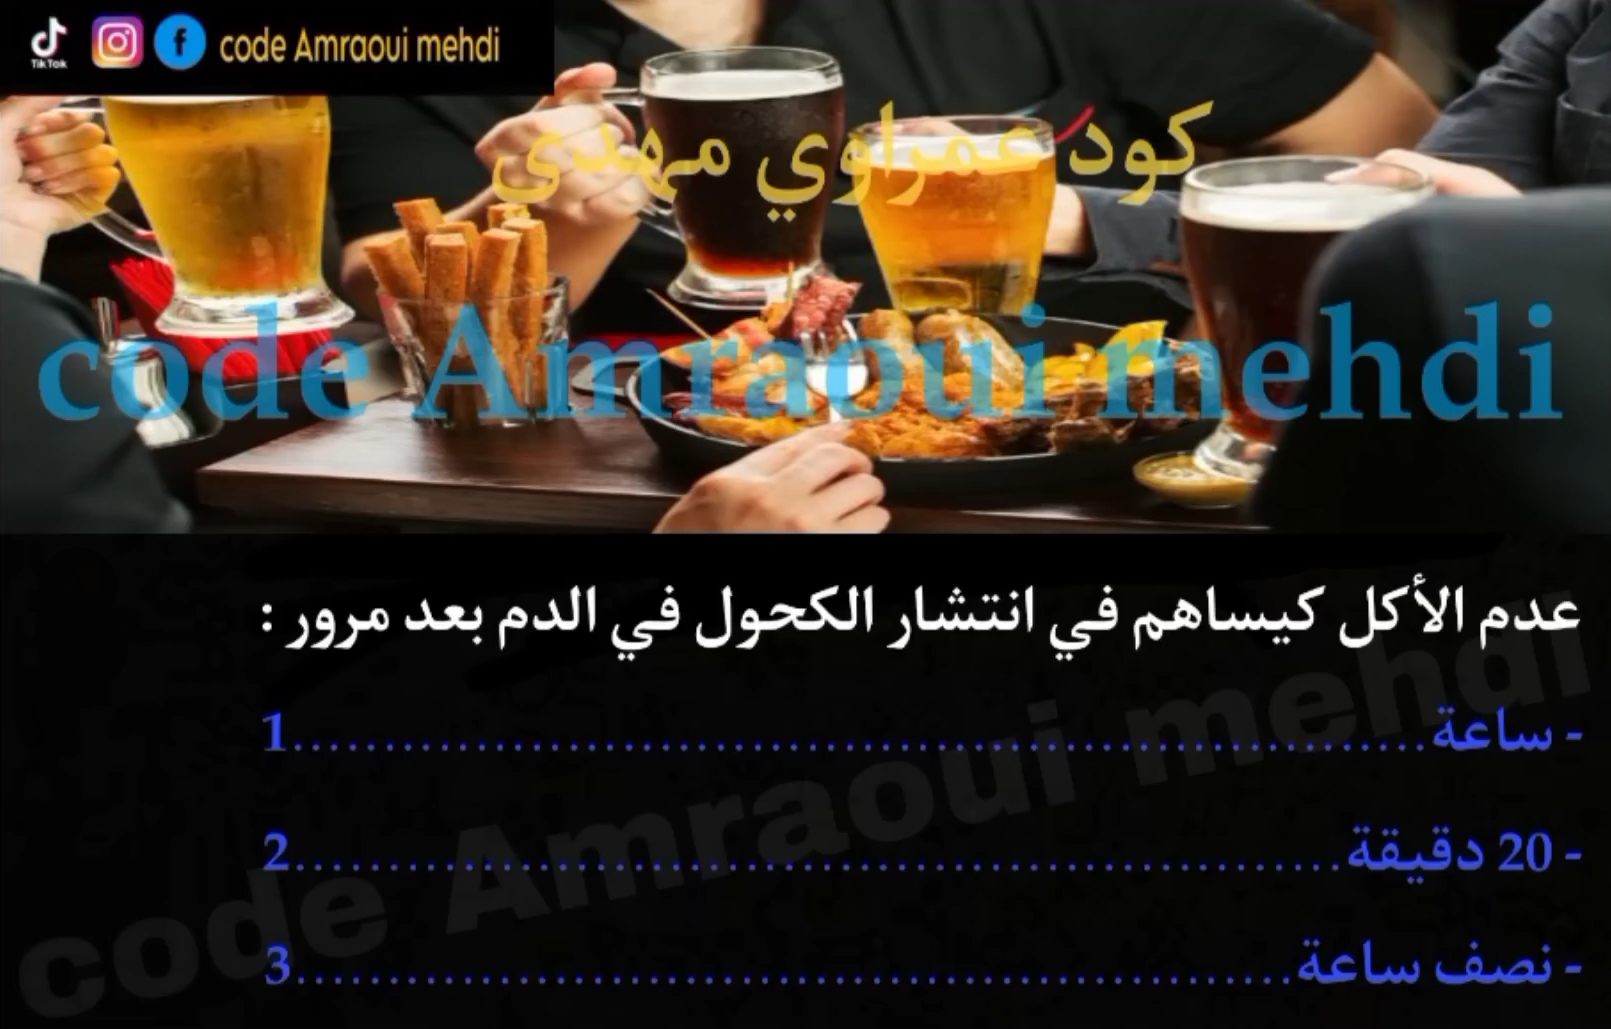 TikTok
code Amraoui mehdi
كود عمراوي مهدي
code Amraoui mehdi
عدم الأكل كيساهم في انتشار الكحول في الدم بعد مرور :
- ساعة......................................................................1
- 20 دقيقة..................................................................2
- نصف ساعة...............................................................3
code Amraoui mehdi